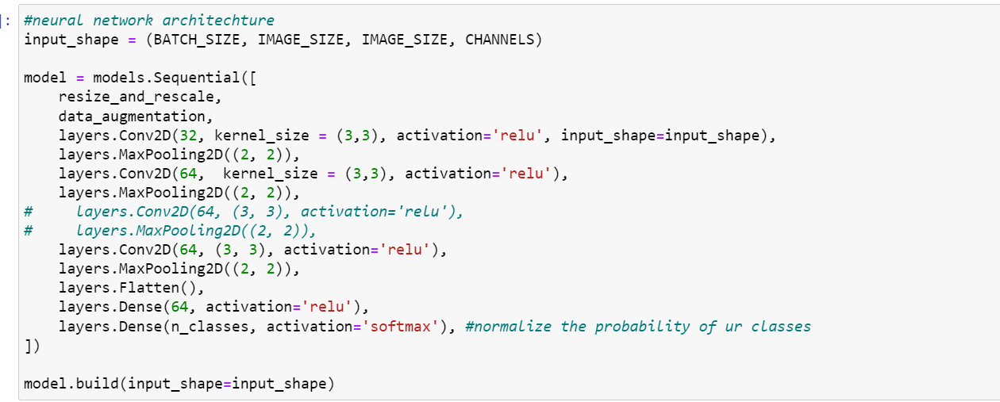 ]:
#neural network architechture
input_shape = (BATCH_SIZE, IMAGE_SIZE, IMAGE_SIZE, CHANNELS)

model = models.Sequential([
    resize_and_rescale,
    data_augmentation,
    layers.Conv2D(32, kernel_size = (3,3), activation='relu', input_shape=input_shape),
    layers.MaxPooling2D((2, 2)),
    layers.Conv2D(64,  kernel_size = (3,3), activation='relu'),
    layers.MaxPooling2D((2, 2)),
#     layers.Conv2D(64, (3, 3), activation='relu'),
#     layers.MaxPooling2D((2, 2)),
    layers.Conv2D(64, (3, 3), activation='relu'),
    layers.MaxPooling2D((2, 2)),
    layers.Flatten(),
    layers.Dense(64, activation='relu'),
    layers.Dense(n_classes, activation='softmax'), #normalize the probability of ur classes
])

model.build(input_shape=input_shape)